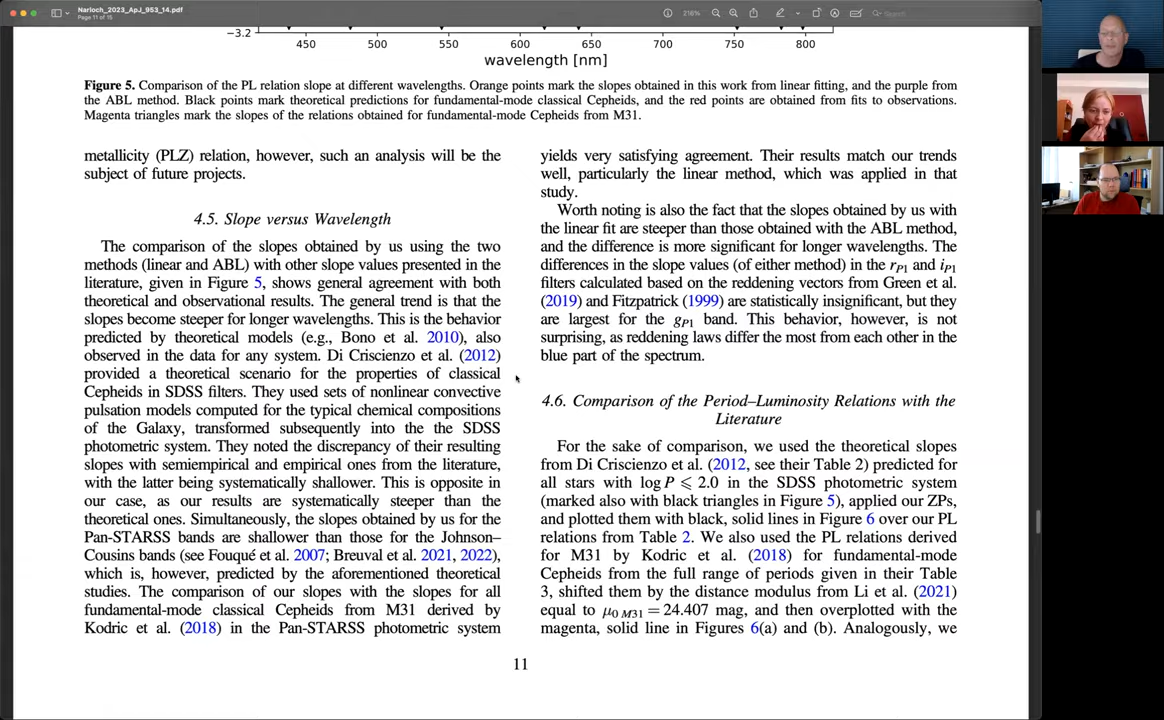 Narloch_2023_ApJ_953_14.pdf
Page 11 of 15
216%
Search
−3.2
450 500 550 600 650 700 750 800
wavelength [nm]
Figure 5. Comparison of the PL relation slope at different wavelengths. Orange points mark the slopes obtained in this work from linear fitting, and the purple from
the ABL method. Black points mark theoretical predictions for fundamental-mode classical Cepheids, and the red points are obtained from fits to observations.
Magenta triangles mark the slopes of the relations obtained for fundamental-mode Cepheids from M31.
metallicity (PLZ) relation, however, such an analysis will be the
subject of future projects.
4.5. Slope versus Wavelength
The comparison of the slopes obtained by us using the two
methods (linear and ABL) with other slope values presented in the
literature, given in Figure 5, shows general agreement with both
theoretical and observational results. The general trend is that the
slopes become steeper for longer wavelengths. This is the behavior
predicted by theoretical models (e.g., Bono et al. 2010), also
observed in the data for any system. Di Criscienzo et al. (2012)
provided a theoretical scenario for the properties of classical
Cepheids in SDSS filters. They used sets of nonlinear convective
pulsation models computed for the typical chemical compositions
of the Galaxy, transformed subsequently into the the SDSS
photometric system. They noted the discrepancy of their resulting
slopes with semiempirical and empirical ones from the literature,
with the latter being systematically shallower. This is opposite in
our case, as our results are systematically steeper than the
theoretical ones. Simultaneously, the slopes obtained by us for the
Pan-STARSS bands are shallower than those for the Johnson–
Cousins bands (see Fouqué et al. 2007; Breuval et al. 2021, 2022),
which is, however, predicted by the aforementioned theoretical
studies. The comparison of our slopes with the slopes for all
fundamental-mode classical Cepheids from M31 derived by
Kodric et al. (2018) in the Pan-STARSS photometric system
yields very satisfying agreement. Their results match our trends
well, particularly the linear method, which was applied in that
study.
Worth noting is also the fact that the slopes obtained by us with
the linear fit are steeper than those obtained with the ABL method,
and the difference is more significant for longer wavelengths. The
differences in the slope values (of either method) in the rP1 and iP1
filters calculated based on the reddening vectors from Green et al.
(2019) and Fitzpatrick (1999) are statistically insignificant, but they
are largest for the gP1 band. This behavior, however, is not
surprising, as reddening laws differ the most from each other in the
blue part of the spectrum.
4.6. Comparison of the Period–Luminosity Relations with the
Literature
For the sake of comparison, we used the theoretical slopes
from Di Criscienzo et al. (2012, see their Table 2) predicted for
all stars with log P ⩽ 2.0 in the SDSS photometric system
(marked also with black triangles in Figure 5), applied our ZPs,
and plotted them with black, solid lines in Figure 6 over our PL
relations from Table 2. We also used the PL relations derived
for M31 by Kodric et al. (2018) for fundamental-mode
Cepheids from the full range of periods given in their Table
3, shifted them by the distance modulus from Li et al. (2021)
equal to μ0 M31 = 24.407 mag, and then overplotted with the
magenta, solid line in Figures 6(a) and (b). Analogously, we
11